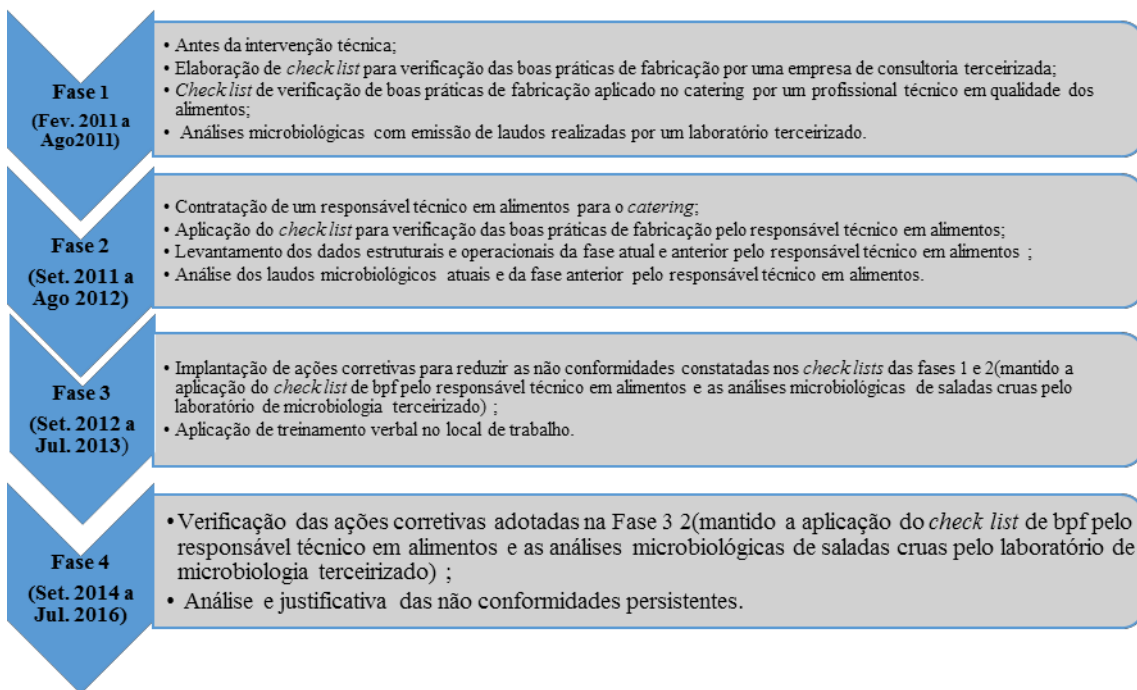 Fase 1
(Fev. 2011 a
Ago2011)
• Antes da intervenção técnica;
• Elaboração de check list para verificação das boas práticas de fabricação por uma empresa de consultoria terceirizada;
• Check list de verificação de boas práticas de fabricação aplicado no catering por um profissional técnico em qualidade dos
alimentos;
• Análises microbiológicas com emissão de laudos realizadas por um laboratório terceirizado.
Fase 2
(Set. 2011 a
Ago 2012)
• Contratação de um responsável técnico em alimentos para o catering;
• Aplicação do check list para verificação das boas práticas de fabricação pelo responsável técnico em alimentos;
• Levantamento dos dados estruturais e operacionais da fase atual e anterior pelo responsável técnico em alimentos ;
• Análise dos laudos microbiológicos atuais e da fase anterior pelo responsável técnico em alimentos.
Fase 3
(Set. 2012 a
Jul. 2013)
• Implantação de ações corretivas para reduzir as não conformidades constatadas nos check lists das fases 1 e 2(mantido a
aplicação do check list de bpf pelo responsável técnico em alimentos e as análises microbiológicas de saladas cruas pelo
laboratório de microbiologia terceirizado) ;
• Aplicação de treinamento verbal no local de trabalho.
Fase 4
(Set. 2014 a
Jul. 2016)
• Verificação das ações corretivas adotadas na Fase 3 2(mantido a aplicação do check list de bpf pelo
responsável técnico em alimentos e as análises microbiológicas de saladas cruas pelo laboratório de
microbiologia terceirizado) ;
• Análise e justificativa das não conformidades persistentes.